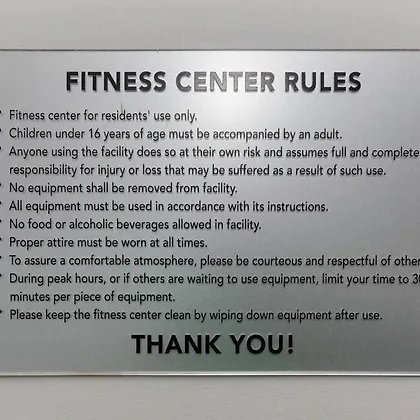 FITNESS CENTER RULES
Fitness center for residents' use only.
Children under 16 years of age must be accompanied by an adult.
Anyone using the facility does so at their own risk and assumes full and complete
responsibility for injury or loss that may be suffered as a result of such use.
No equipment shall be removed from facility.
All equipment must be used in accordance with its instructions.
No food or alcoholic beverages allowed in facility.
Proper attire must be worn at all times.
To assure a comfortable atmosphere, please be courteous and respectful of
During peak hours, or if others are waiting to use equipment, limit your time to
minutes per piece of equipment.
Please keep the fitness center clean by wiping down equipment after use.
THANK YOU!